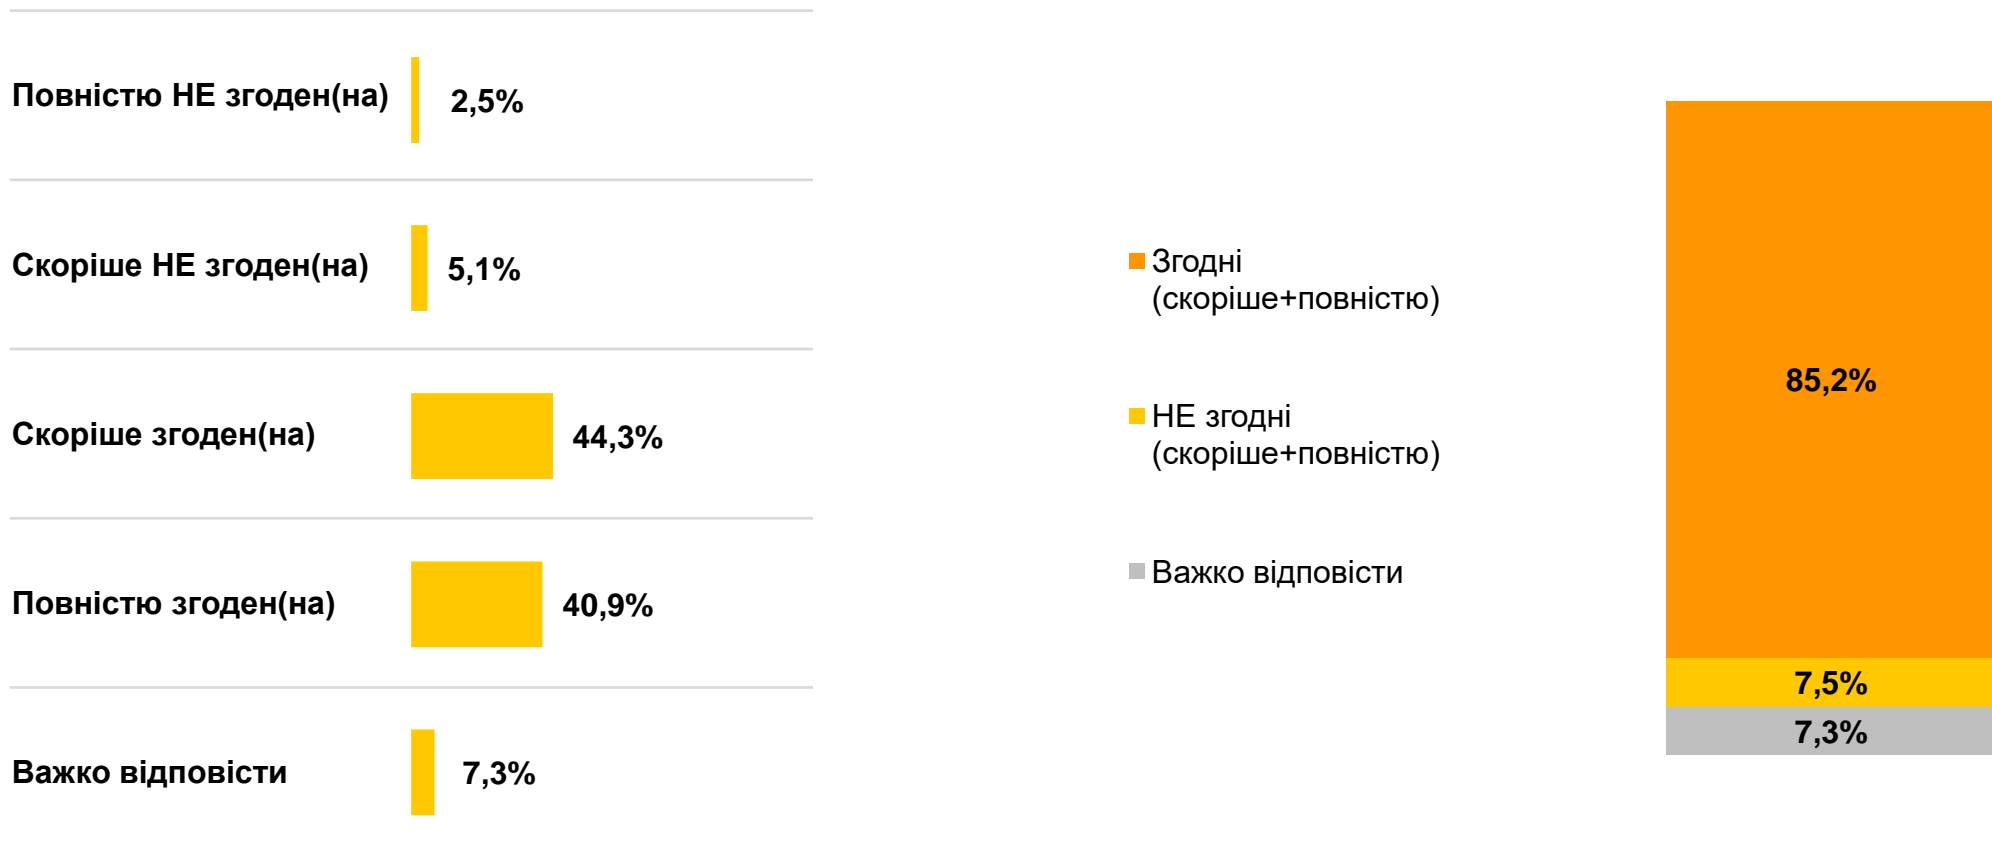 Повністю НЕ згоден(на)
2,5%
Скоріше НЕ згоден(на)
5,1%
Скоріше згоден(на)
44,3%
Повністю згоден(на)
40,9%
Важко відповісти
7,3%
Згодні
(скоріше+повністю)
НЕ згодні
(скоріше+повністю)
Важко відповісти
85,2%
7,5%
7,3%